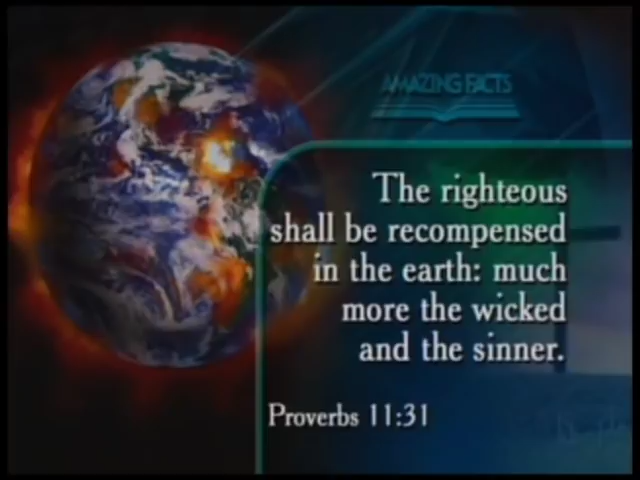 AMAZING FACTS
The righteous
shall be recompensed
in the earth: much
more the wicked
and the sinner.
Proverbs 11:31